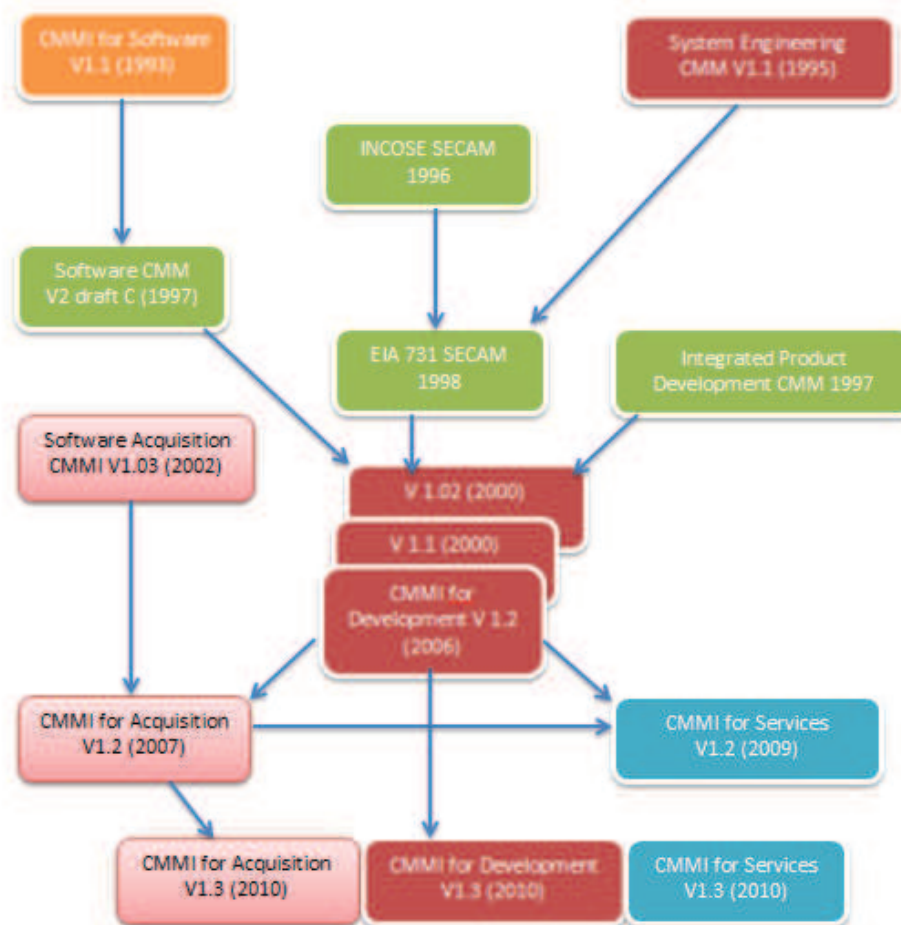 CMMI for Software
V1.1 (1993)
System Engineering
CMM V1.1 (1995)
INCOSE SECAM
1996
Software CMM
V2 draft C (1997)
EIA 731 SECAM
1998
Integrated Product
Development CMM 1997
Software Acquisition
CMMI V1.03 (2002)
V 1.02 (2000)
V 1.1 (2000)
CMMI for
Development V 1.2
(2006)
CMMI for Acquisition
V1.2 (2007)
CMMI for Services
V1.2 (2009)
CMMI for Acquisition
V1.3 (2010)
CMMI for Development
V1.3 (2010)
CMMI for Services
V1.3 (2010)